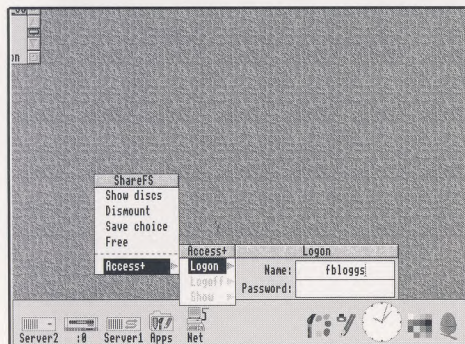 on
ShareFS
Show discs
Dismount
Save choice
Free
Access+
Access+
Logon
Logoff
Show
Logon
Name: fbloggs
Password:
Server2 :0 Server1 Apps Net